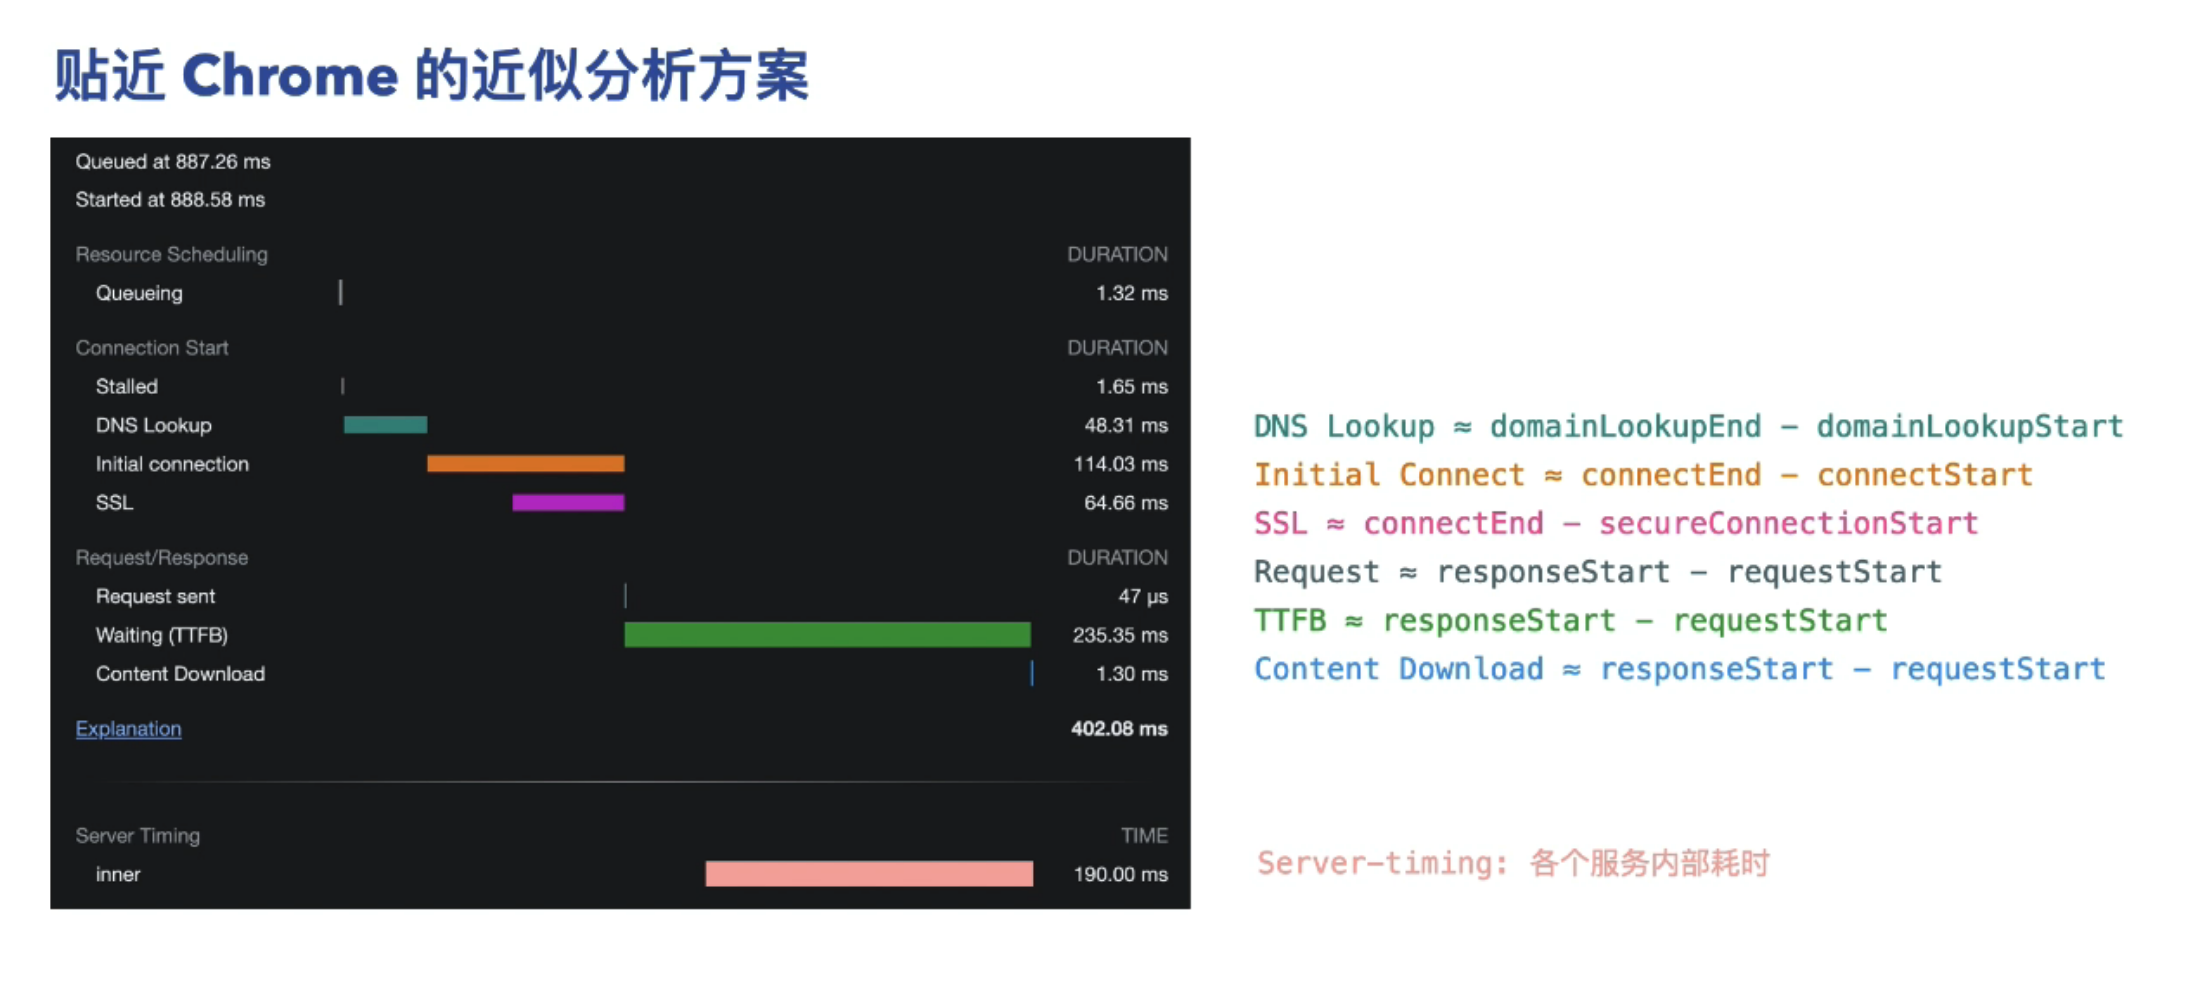 贴近 Chrome 的近似分析方案
Queued at 887.26 ms
Started at 888.58 ms
Resource Scheduling DURATION
Queueing 1.32 ms
Connection Start DURATION
Stalled 1.65 ms
DNS Lookup 48.31 ms
Initial connection 114.03 ms
SSL 64.66 ms
Request/Response DURATION
Request sent 47 μs
Waiting (TTFB) 235.35 ms
Content Download 1.30 ms
Explanation 402.08 ms
Server Timing TIME
inner 190.00 ms
DNS Lookup ≈ domainLookupEnd - domainLookupStart
Initial Connect ≈ connectEnd - connectStart
SSL ≈ connectEnd - secureConnectionStart
Request ≈ responseStart - requestStart
TTFB ≈ responseStart - requestStart
Content Download ≈ responseStart - requestStart
Server-timing: 各个服务内部耗时